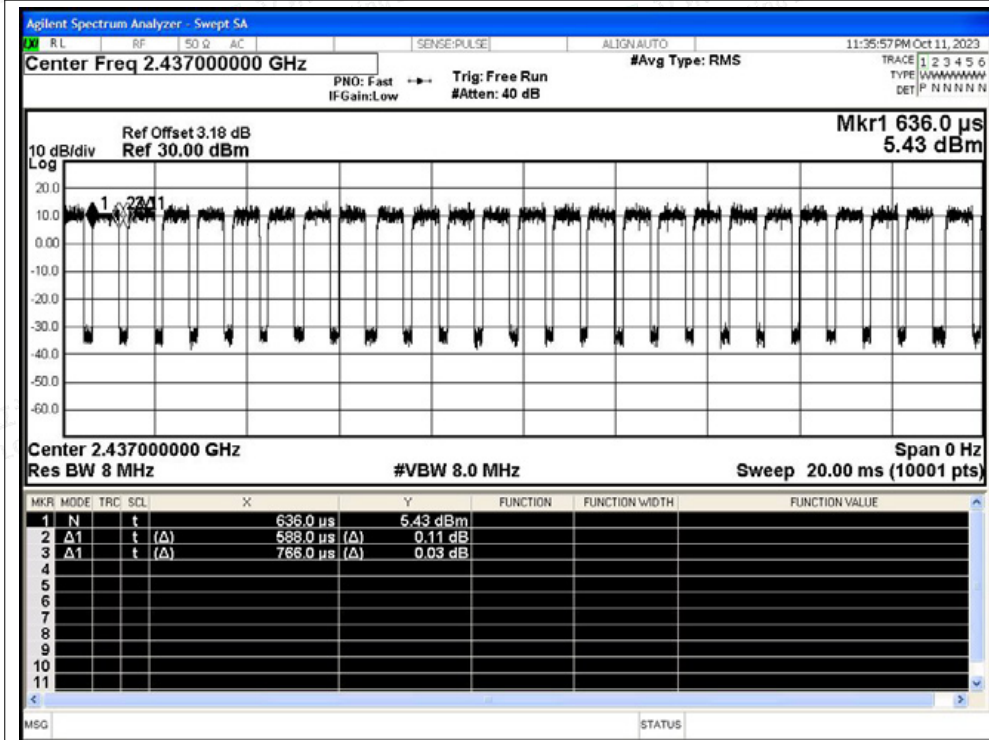 Agilent Spectrum Analyzer - Swept SA
LXI RL RF 50 Ω AC SENSE:PULSE ALIGN AUTO 11:35:57 PM Oct 11, 2023
Center Freq 2.437000000 GHz #Avg Type: RMS TRACE 1 2 3 4 5 6
PNO: Fast Trig: Free Run TYPE WWWWWW
IFGain:Low #Atten: 40 dB DET P N N N N N
Mkr1 636.0 µs
5.43 dBm
Ref Offset 3.18 dB
10 dB/div Ref 30.00 dBm
Log
20.0
1
10.0
0.00
-10.0
-20.0
-30.0
-40.0
-50.0
-60.0
Center 2.437000000 GHz Span 0 Hz
Res BW 8 MHz #VBW 8.0 MHz Sweep 20.00 ms (10001 pts)
MKR MODE TRC SCL X Y FUNCTION FUNCTION WIDTH FUNCTION VALUE
1 N t 636.0 µs 5.43 dBm
2 Δ1 t (Δ) 588.0 µs (Δ) 0.11 dB
3 Δ1 t (Δ) 766.0 µs (Δ) 0.03 dB
4
5
6
7
8
9
10
11
MSG STATUS